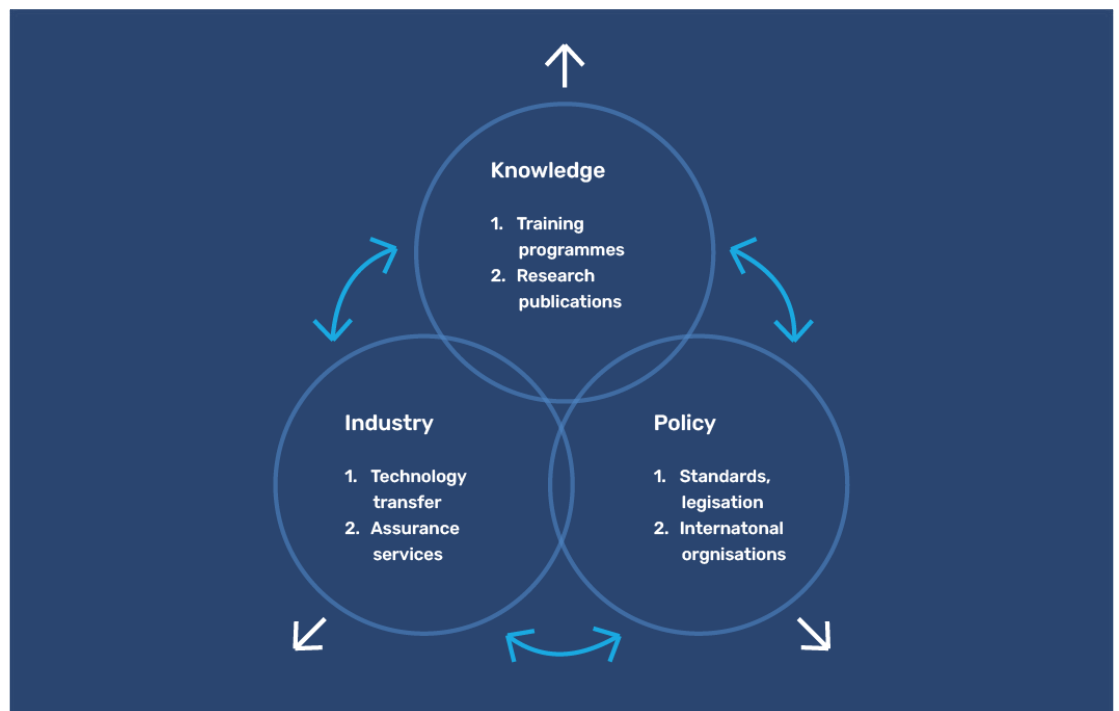 Knowledge
1. Training
programmes
2. Research
publications
Industry
1. Technology
transfer
2. Assurance
services
Policy
1. Standards,
legisation
2. Internatonal
orgnisations